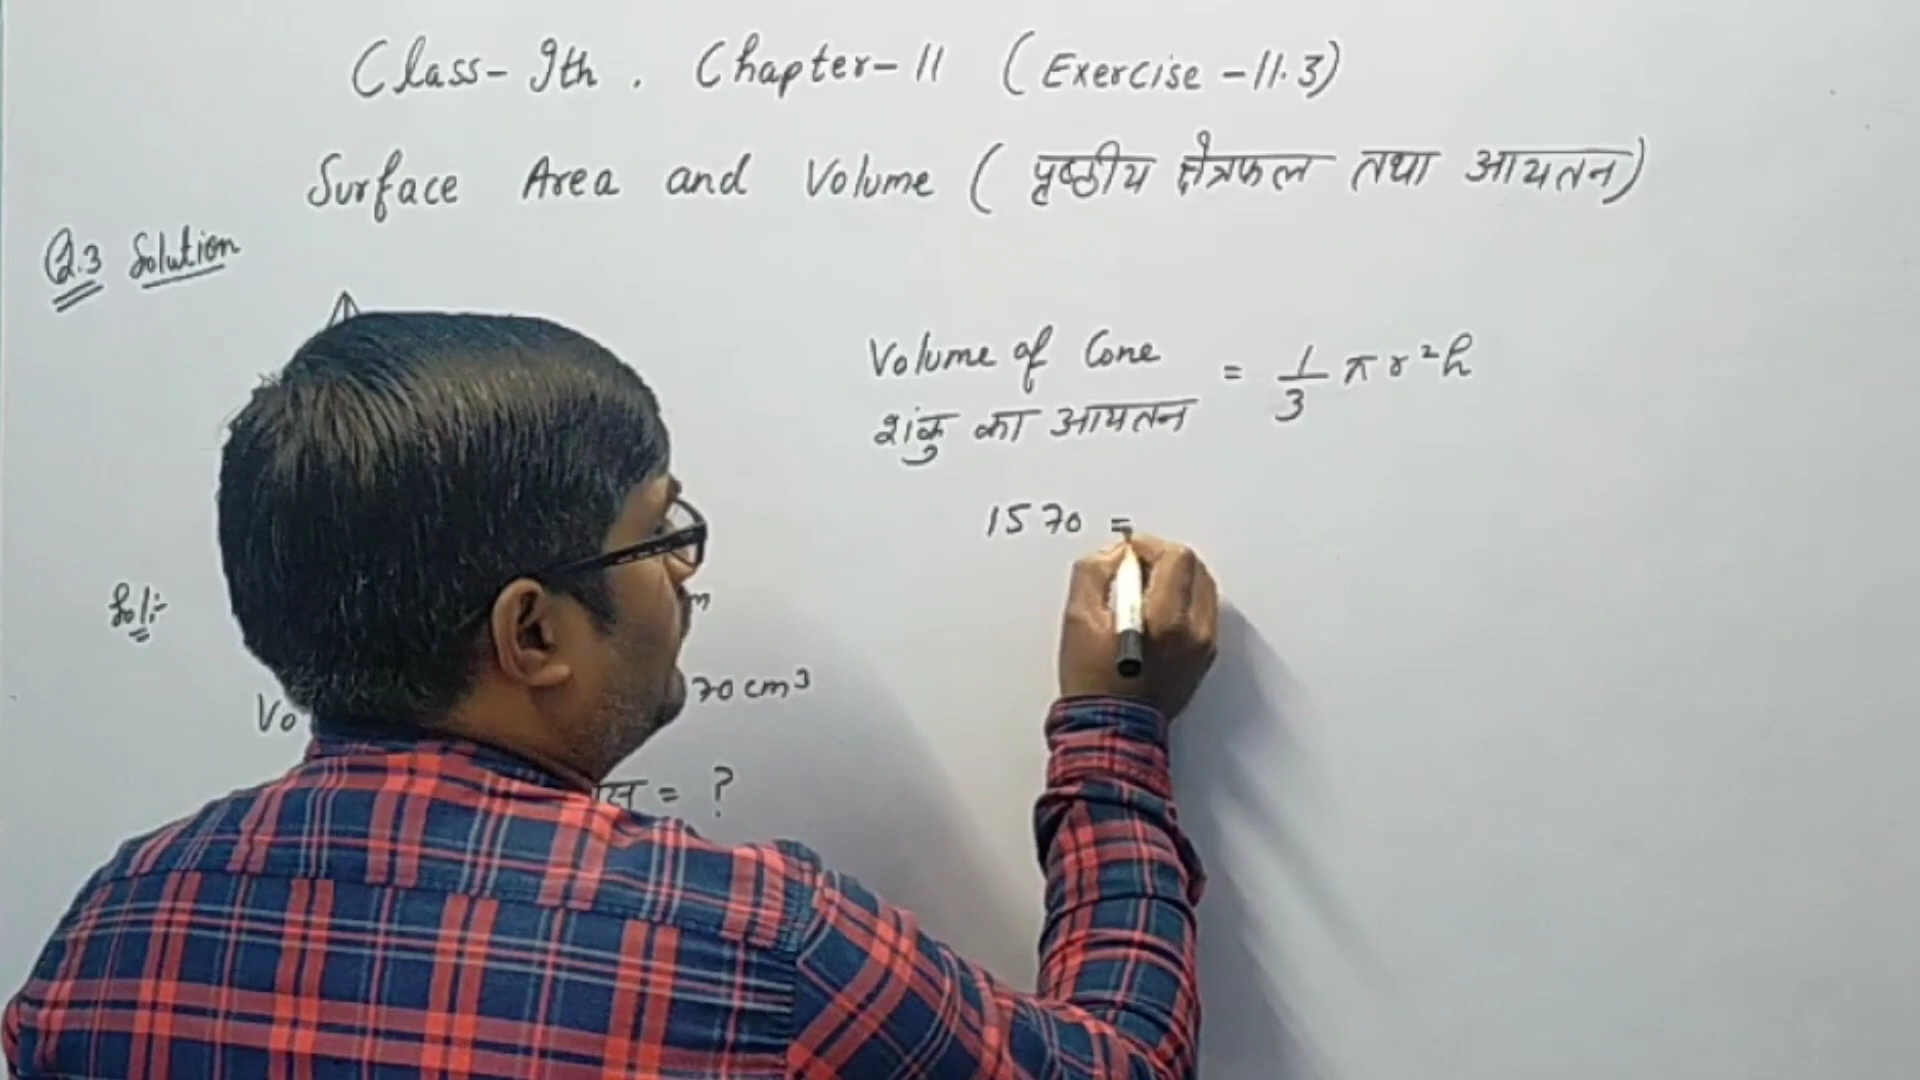 Class- 9th . Chapter- 11 (Exercise -11.3)
Surface Area and Volume ( पृष्ठीय क्षेत्रफल तथा आयतन)
Q.3 Solution
Volume of Cone
शंकु का आयतन = 1/3 π r²h
1570 =
Sol:-
m
70 cm³
= ?